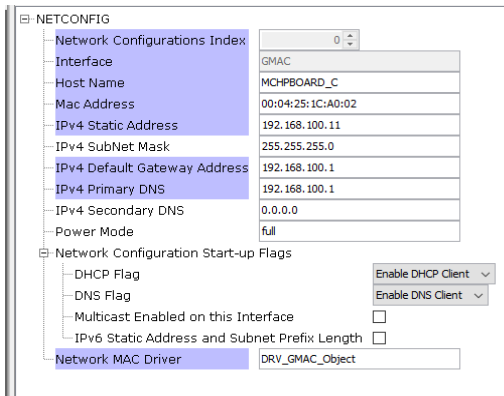 NETCONFIG
Network Configurations Index 0
Interface GMAC
Host Name MCHPBOARD_C
Mac Address 00:04:25:1C:A0:02
IPv4 Static Address 192.168.100.11
IPv4 SubNet Mask 255.255.255.0
IPv4 Default Gateway Address 192.168.100.1
IPv4 Primary DNS 192.168.100.1
IPv4 Secondary DNS 0.0.0.0
Power Mode full
Network Configuration Start-up Flags
DHCP Flag Enable DHCP Client
DNS Flag Enable DNS Client
Multicast Enabled on this Interface
IPv6 Static Address and Subnet Prefix Length
Network MAC Driver DRV_GMAC_Object